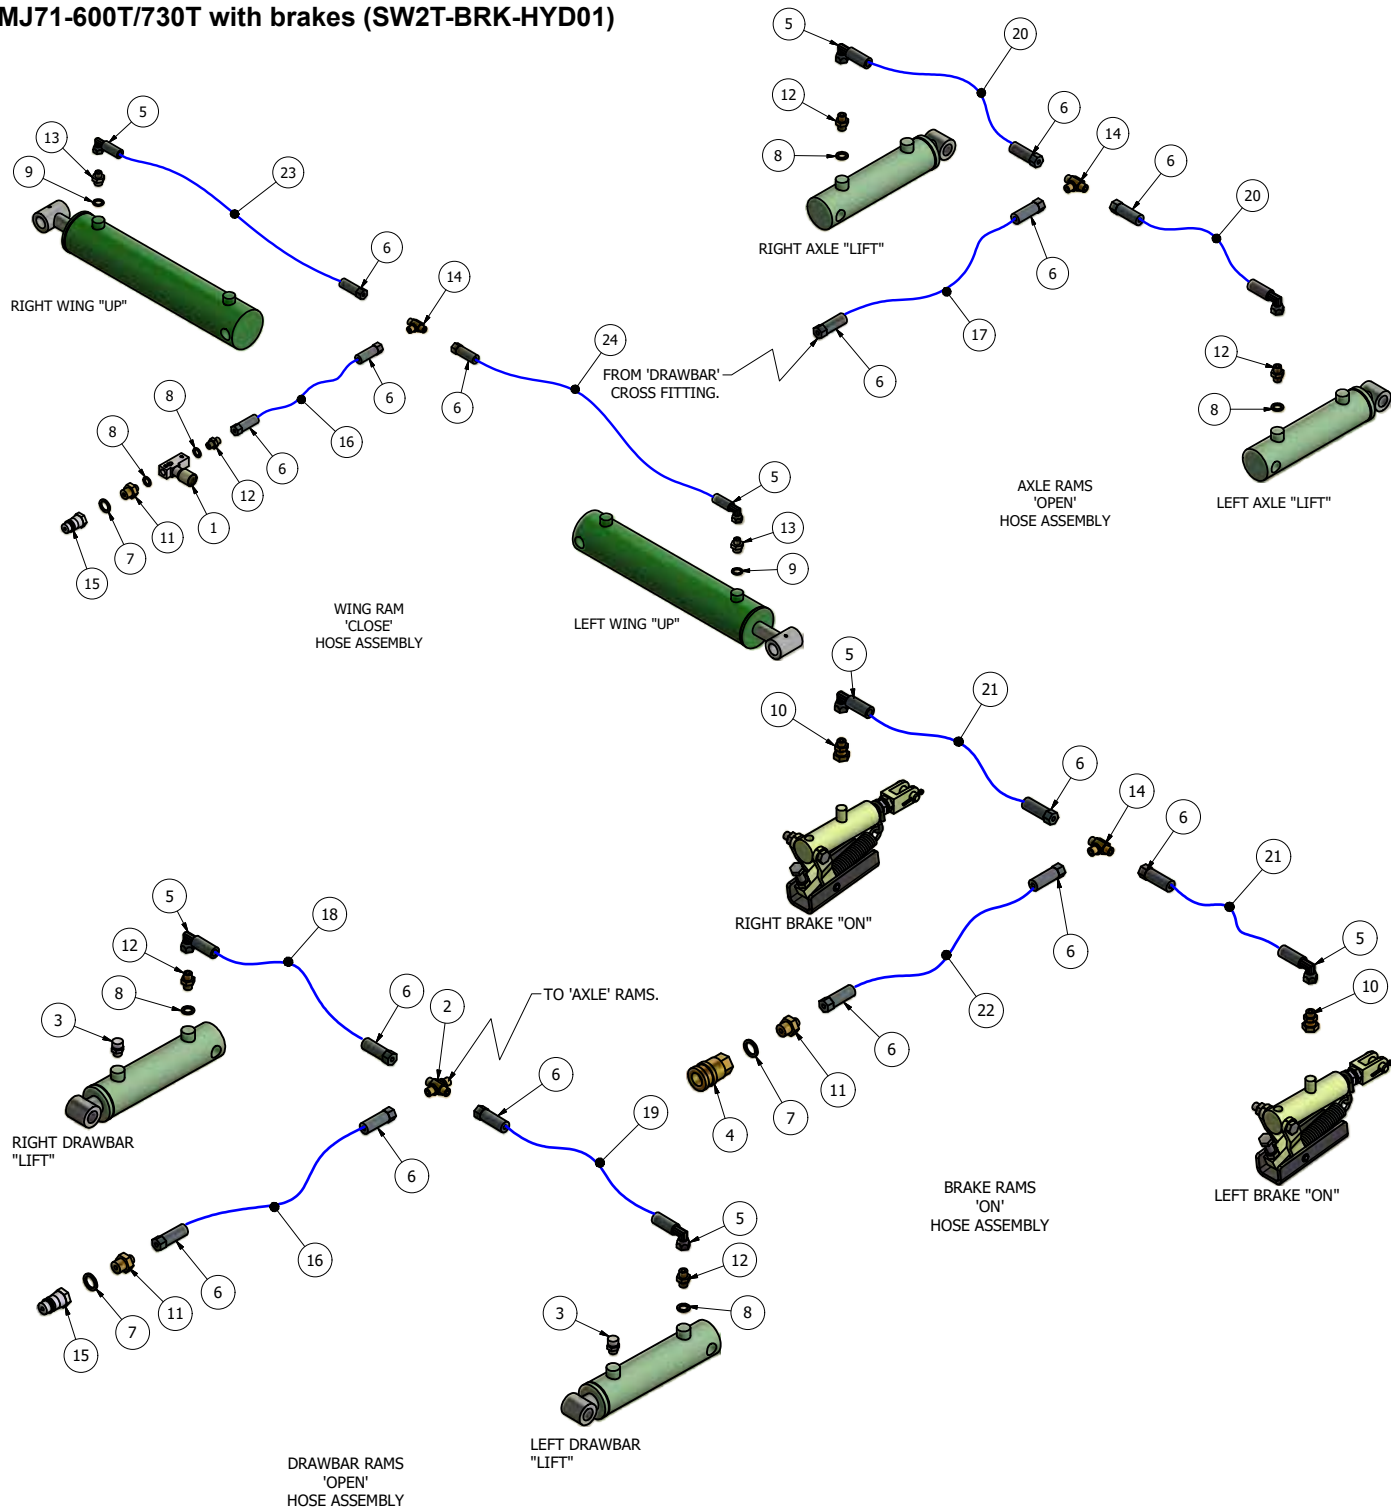 MJ71-600T/730T with brakes (SW2T-BRK-HYD01)
5
20
12
6
14
8
6
20
RIGHT AXLE "LIFT"
6
17
FROM 'DRAWBAR'
CROSS FITTING.
6
12
8
LEFT AXLE "LIFT"
AXLE RAMS
'OPEN'
HOSE ASSEMBLY
5
13
9
23
6
14
RIGHT WING "UP"
24
6
6
8
8
16
6
12
1
11
7
15
5
13
9
WING RAM
'CLOSE'
HOSE ASSEMBLY
LEFT WING "UP"
5
21
10
6
14
6
21
RIGHT BRAKE "ON"
5
6
22
10
6
11
7
4
BRAKE RAMS
'ON'
HOSE ASSEMBLY
LEFT BRAKE "ON"
5
18
12
8
3
6
2
TO 'AXLE' RAMS.
6
RIGHT DRAWBAR
"LIFT"
19
6
5
12
16
6
11
7
15
3
8
LEFT DRAWBAR
"LIFT"
DRAWBAR RAMS
'OPEN'
HOSE ASSEMBLY